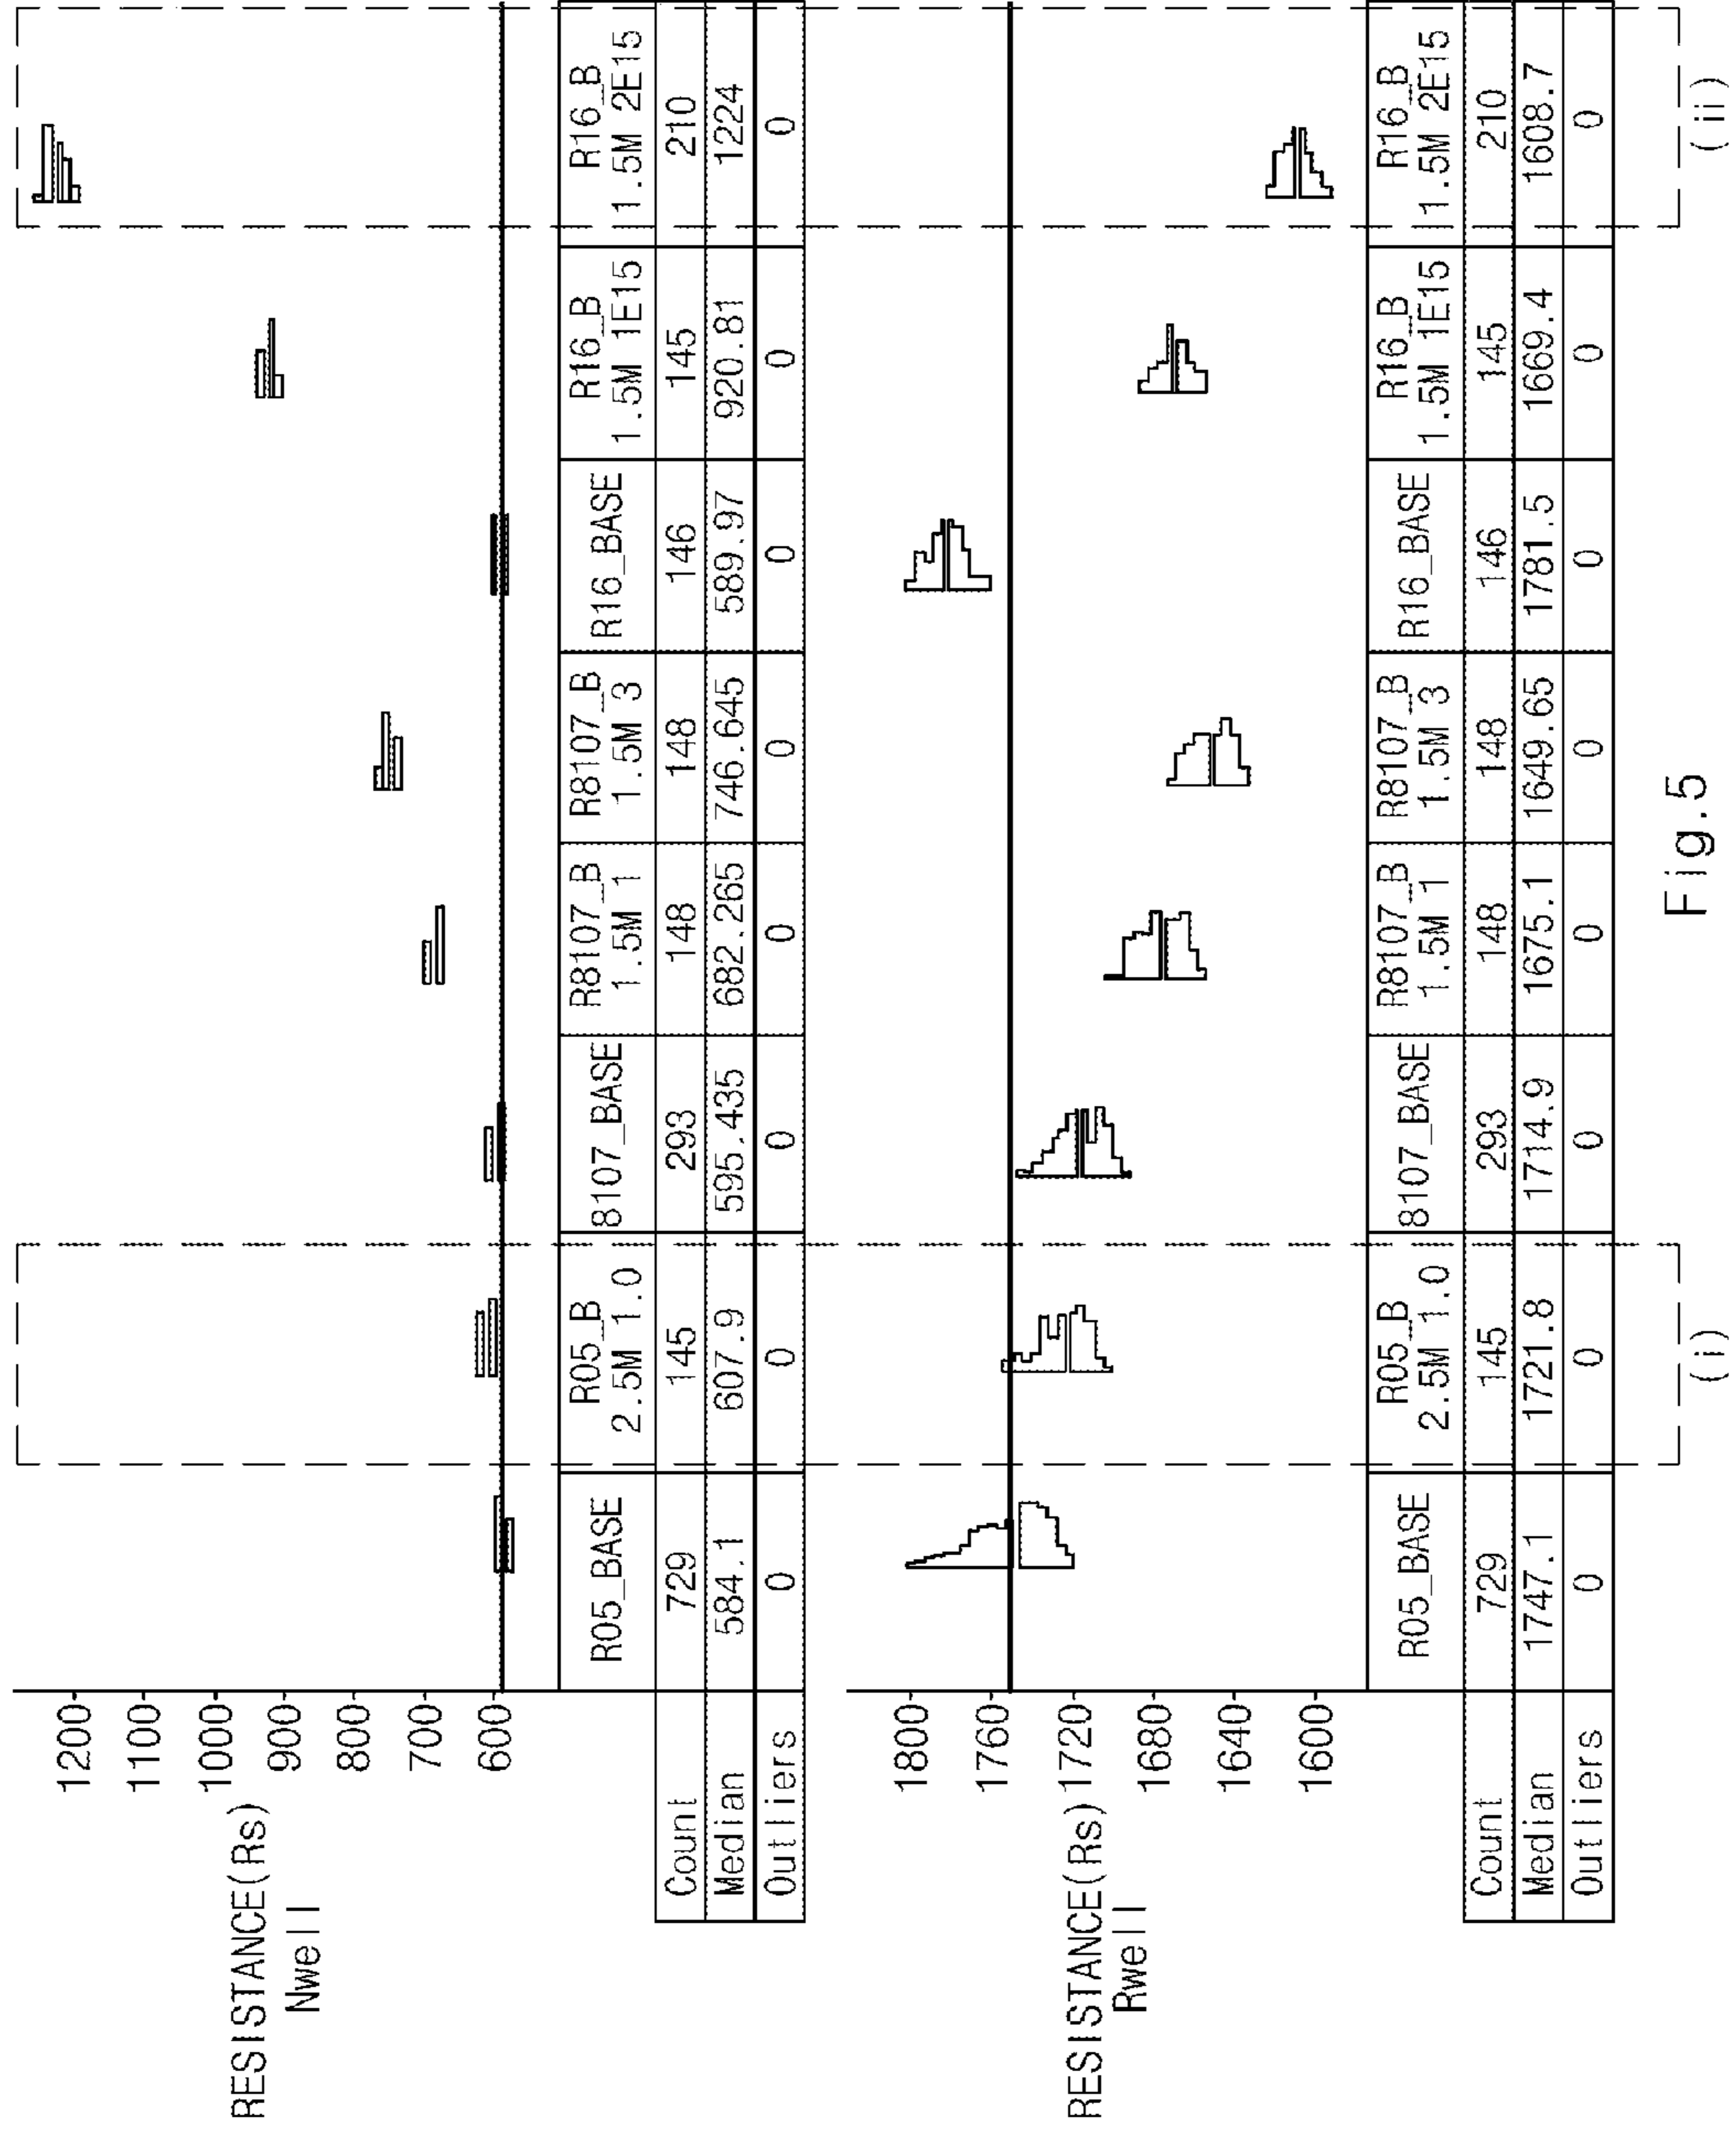 RESISTANCE(Rs)
Nwell
1200
1100
1000
900
800
700
600
R05_BASE R05_B 8107_BASE R8107_B R8107_B R16_BASE R16_B R16_B
2.5M 1.0 1.5M 1 1.5M 3 1.5M 1E15 1.5M 2E15
Count 729 145 293 148 148 146 145 210
Median 584.1 607.9 595.435 682.265 746.645 589.97 920.81 1224
Outliers 0 0 0 0 0 0 0 0
RESISTANCE(Rs)
Rwell
1800
1760
1720
1680
1640
1600
R05_BASE R05_B 8107_BASE R8107_B R8107_B R16_BASE R16_B R16_B
2.5M 1.0 1.5M 1 1.5M 3 1.5M 1E15 1.5M 2E15
Count 729 145 293 148 148 146 145 210
Median 1747.1 1721.8 1714.9 1675.1 1649.65 1781.5 1669.4 1608.7
Outliers 0 0 0 0 0 0 0 0
(i) (ii)
Fig.5